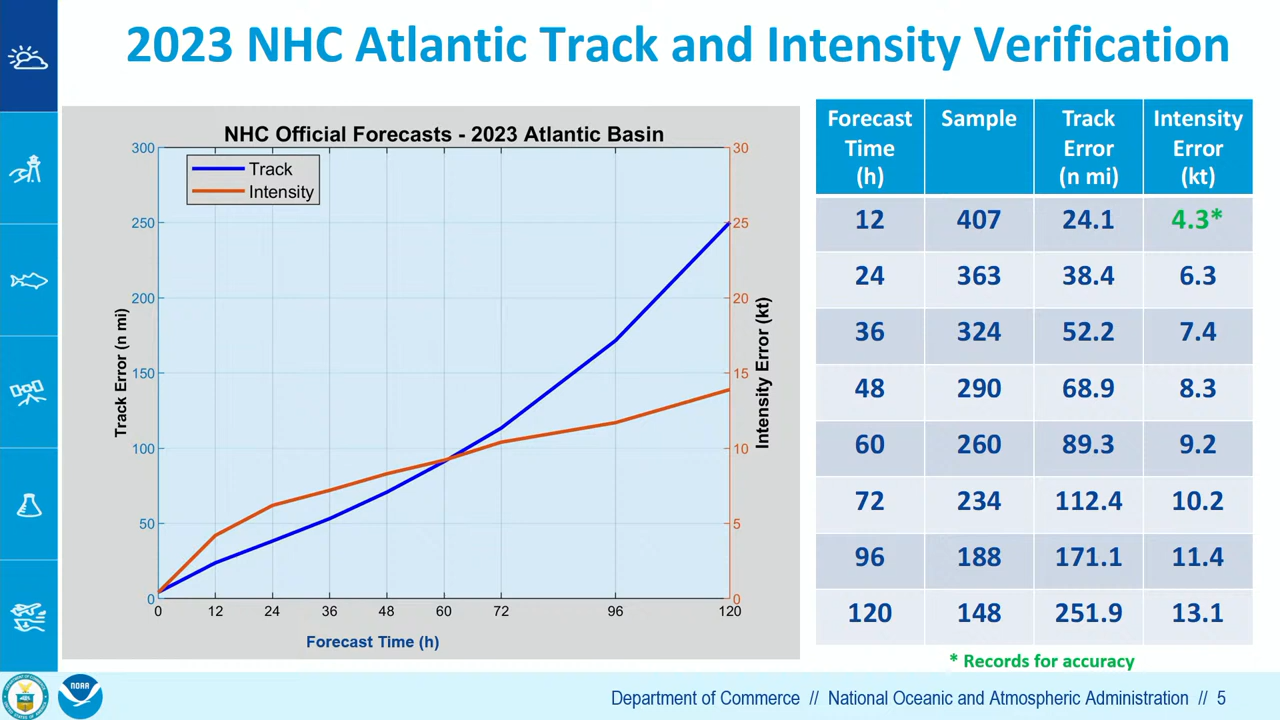 2023 NHC Atlantic Track and Intensity Verification
NHC Official Forecasts - 2023 Atlantic Basin
Track
Intensity
300
250
200
150
100
50
0
Track Error (n mi)
30
25
20
15
10
5
0
Intensity Error (kt)
0 12 24 36 48 60 72 96 120
Forecast Time (h)
Forecast Time (h) Sample Track Error (n mi) Intensity Error (kt)
12 407 24.1 4.3*
24 363 38.4 6.3
36 324 52.2 7.4
48 290 68.9 8.3
60 260 89.3 9.2
72 234 112.4 10.2
96 188 171.1 11.4
120 148 251.9 13.1
* Records for accuracy
NOAA
Department of Commerce // National Oceanic and Atmospheric Administration // 5